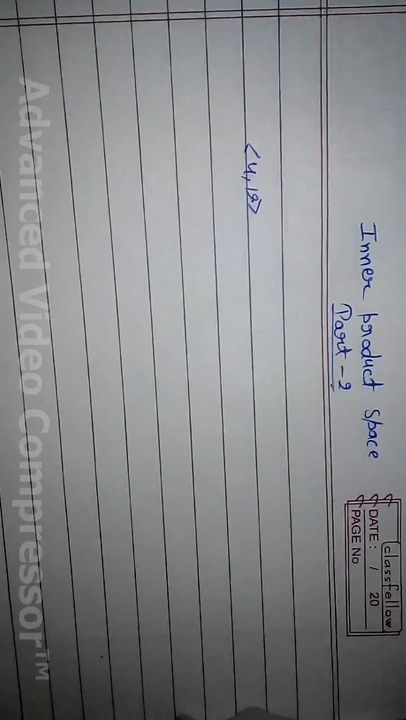 Inner product space
Part-2
classfellow
DATE: / 20
PAGE No
<u,v>
Advanced Video Compressor™